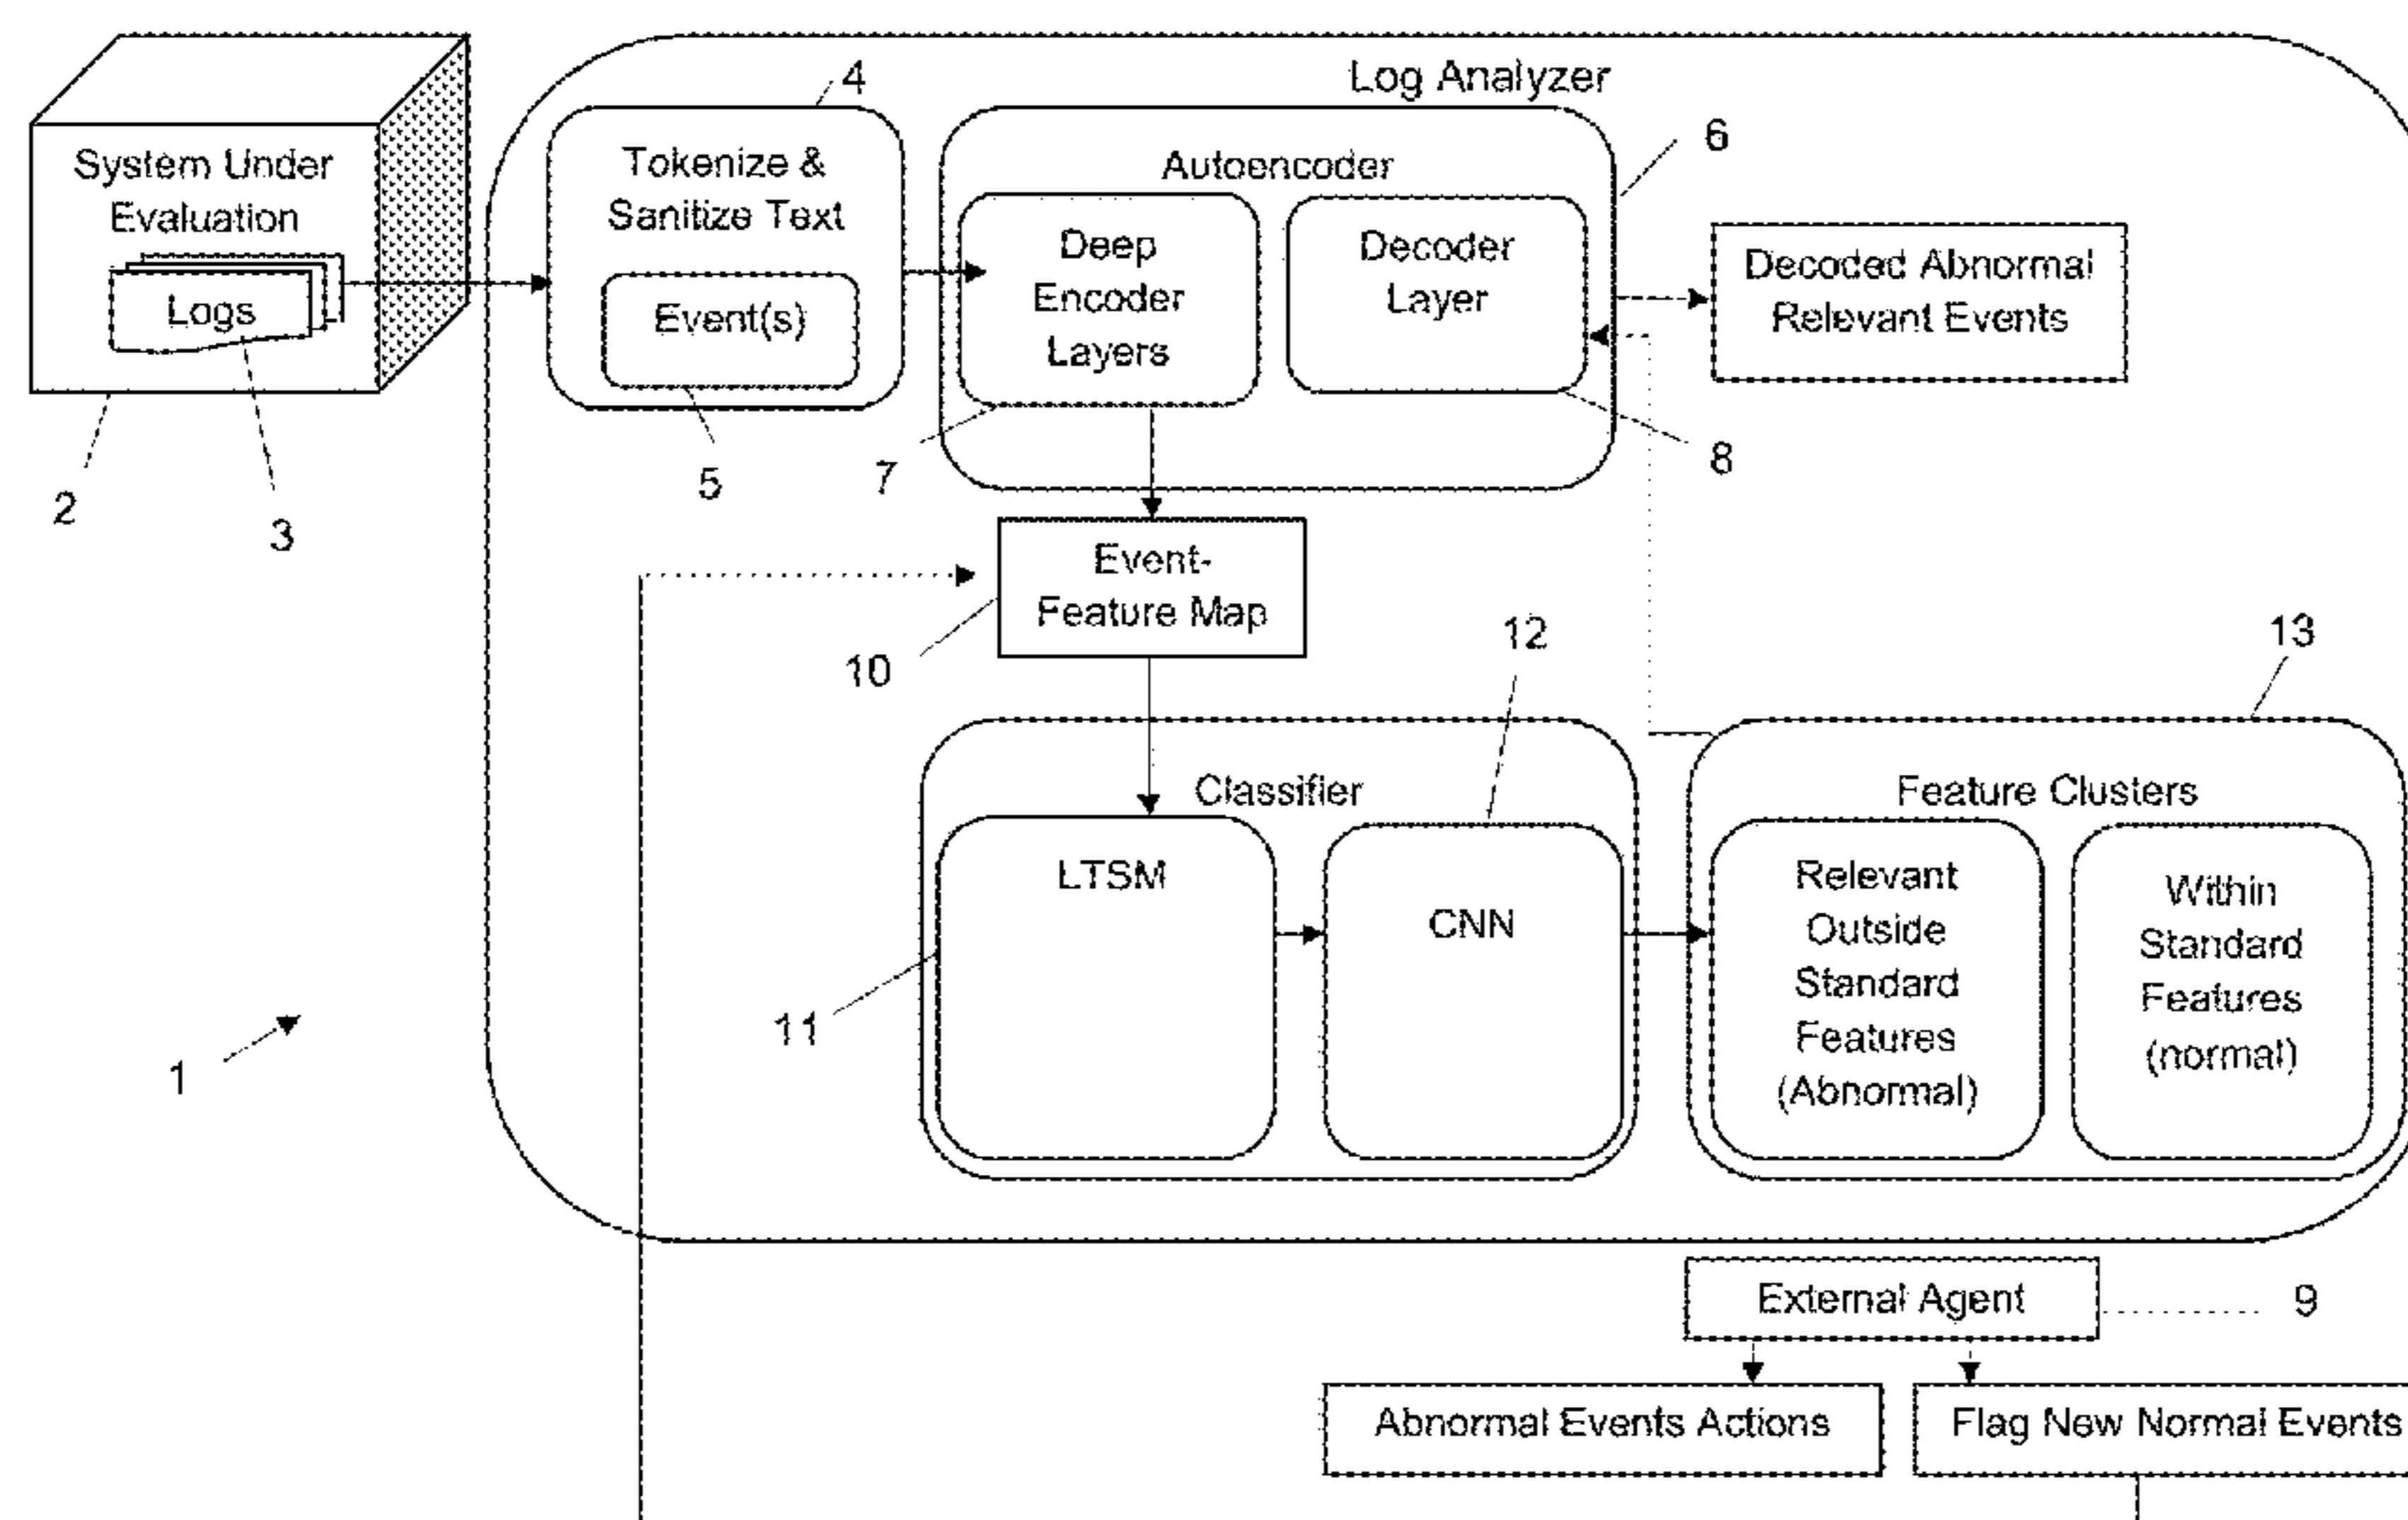 Log Analyzer
4
System Under
Evaluation
Logs
2
3
Tokenize &
Sanitize Text
Event(s)
5
Autoencoder
6
Deep
Encoder
Layers
7
Decoder
Layer
8
Decoded Abnormal
Relevant Events
Event-
Feature Map
10
12
13
Classifier
LTSM
11
CNN
Feature Clusters
Relevant
Outside
Standard
Features
(Abnormal)
Within
Standard
Features
(normal)
1
External Agent
9
Abnormal Events Actions
Flag New Normal Events